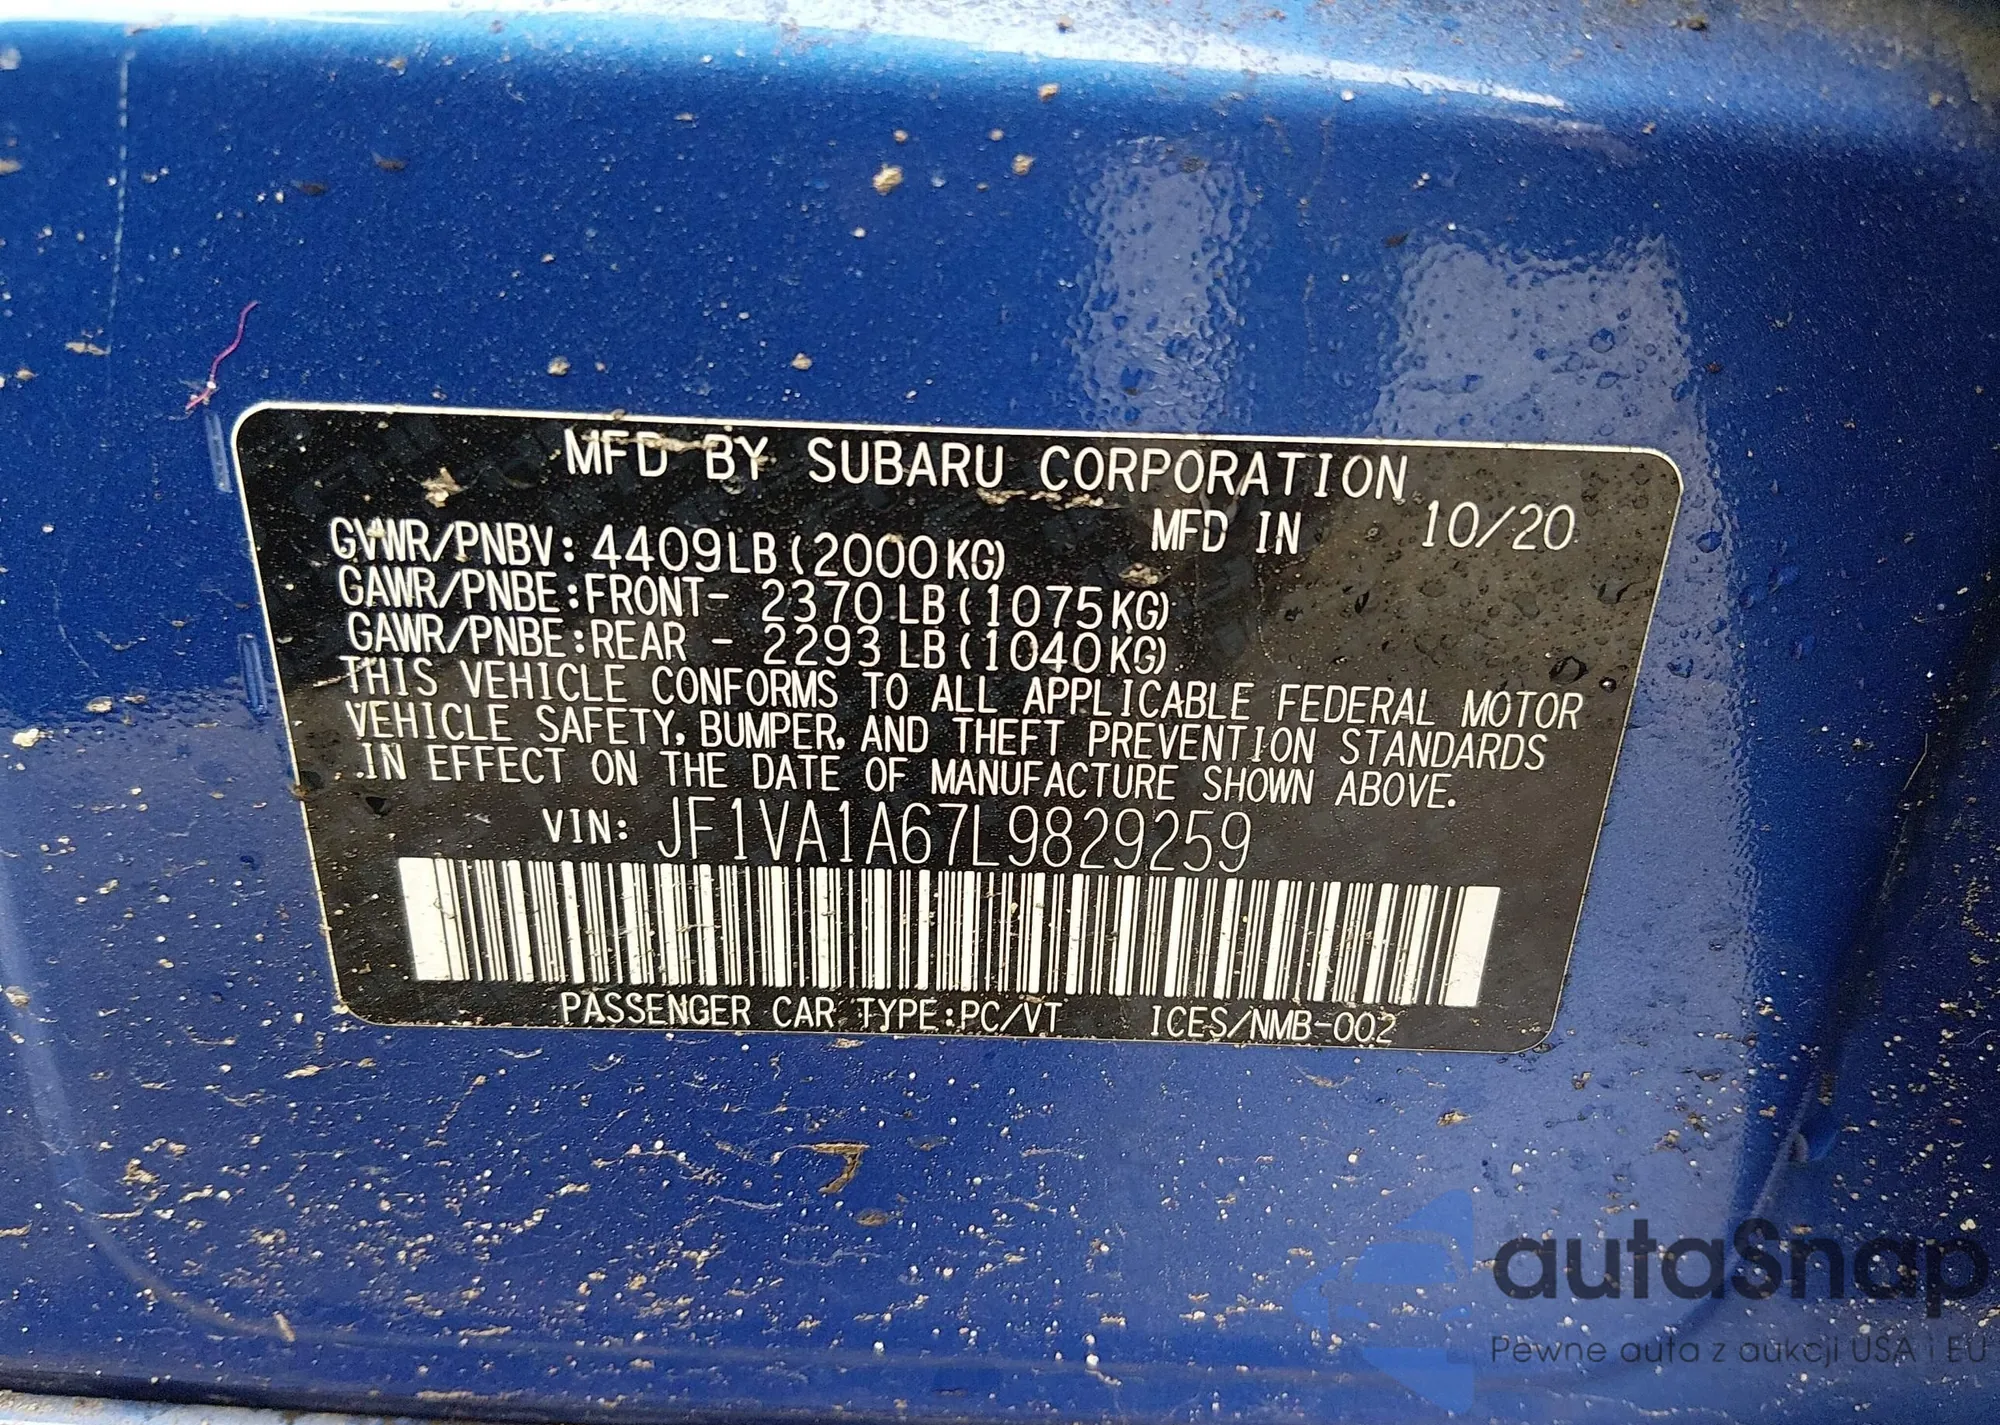 MFD BY SUBARU CORPORATION
MFD IN 10/20
GVWR/PNBV: 4409LB (2000KG)
GAWR/PNBE:FRONT- 2370LB (1075KG)
GAWR/PNBE:REAR - 2293LB (1040KG)
THIS VEHICLE CONFORMS TO ALL APPLICABLE FEDERAL MOTOR
VEHICLE SAFETY, BUMPER, AND THEFT PREVENTION STANDARDS
IN EFFECT ON THE DATE OF MANUFACTURE SHOWN ABOVE.
VIN: JF1VA1A67L9829259
PASSENGER CAR TYPE:PC/VT ICES/NMB-002
autaSnap
Pewne auta z aukcji USA i EU